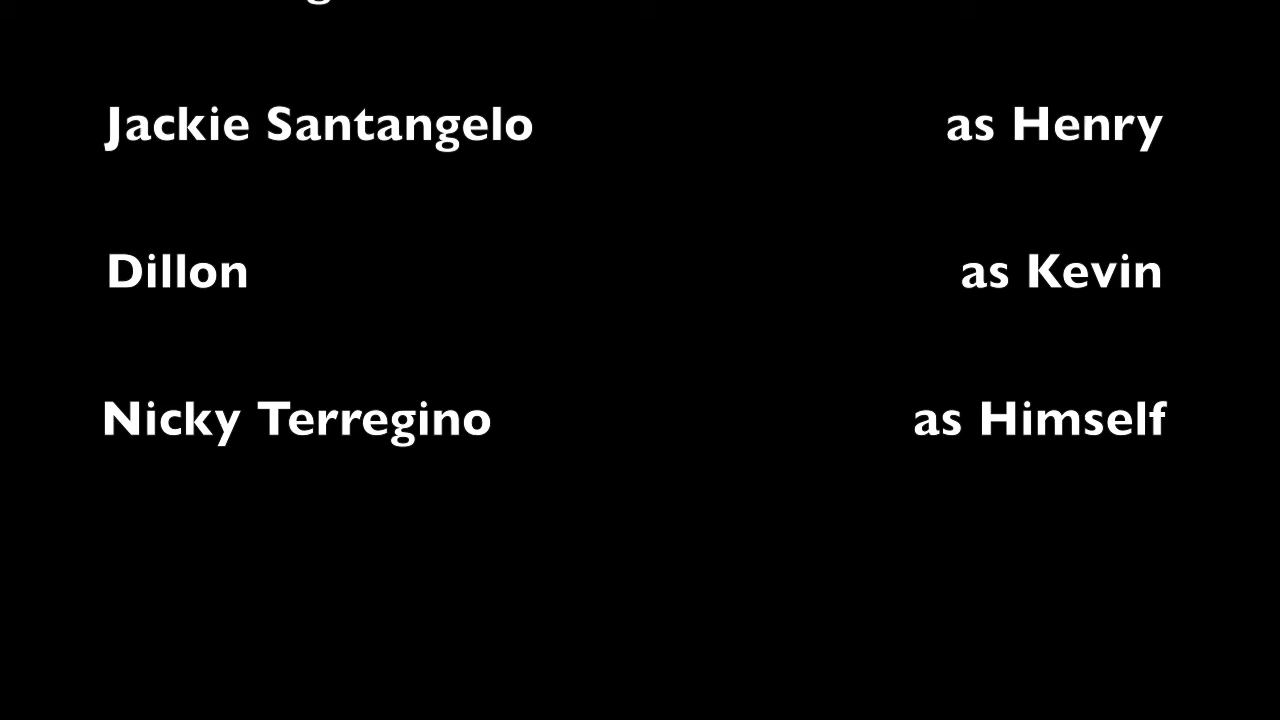 Jackie Santangelo as Henry
Dillon as Kevin
Nicky Terregino as Himself